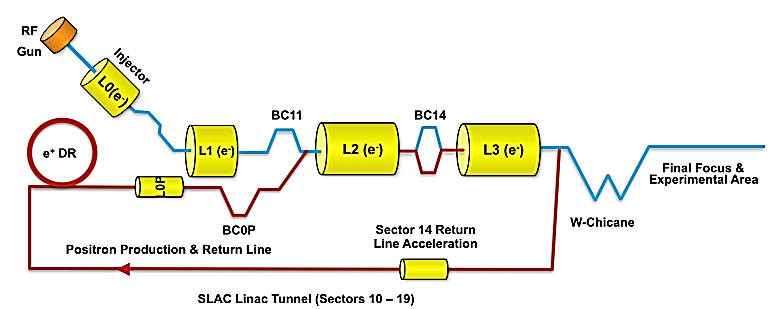 RF
Gun
Injector
L0(e-)
BC11
BC14
e+ DR
L1 (e-)
L2 (e-)
L3 (e-)
L0P
Final Focus &
Experimental Area
BC0P
Sector 14 Return
Line Acceleration
W-Chicane
Positron Production & Return Line
SLAC Linac Tunnel (Sectors 10 – 19)